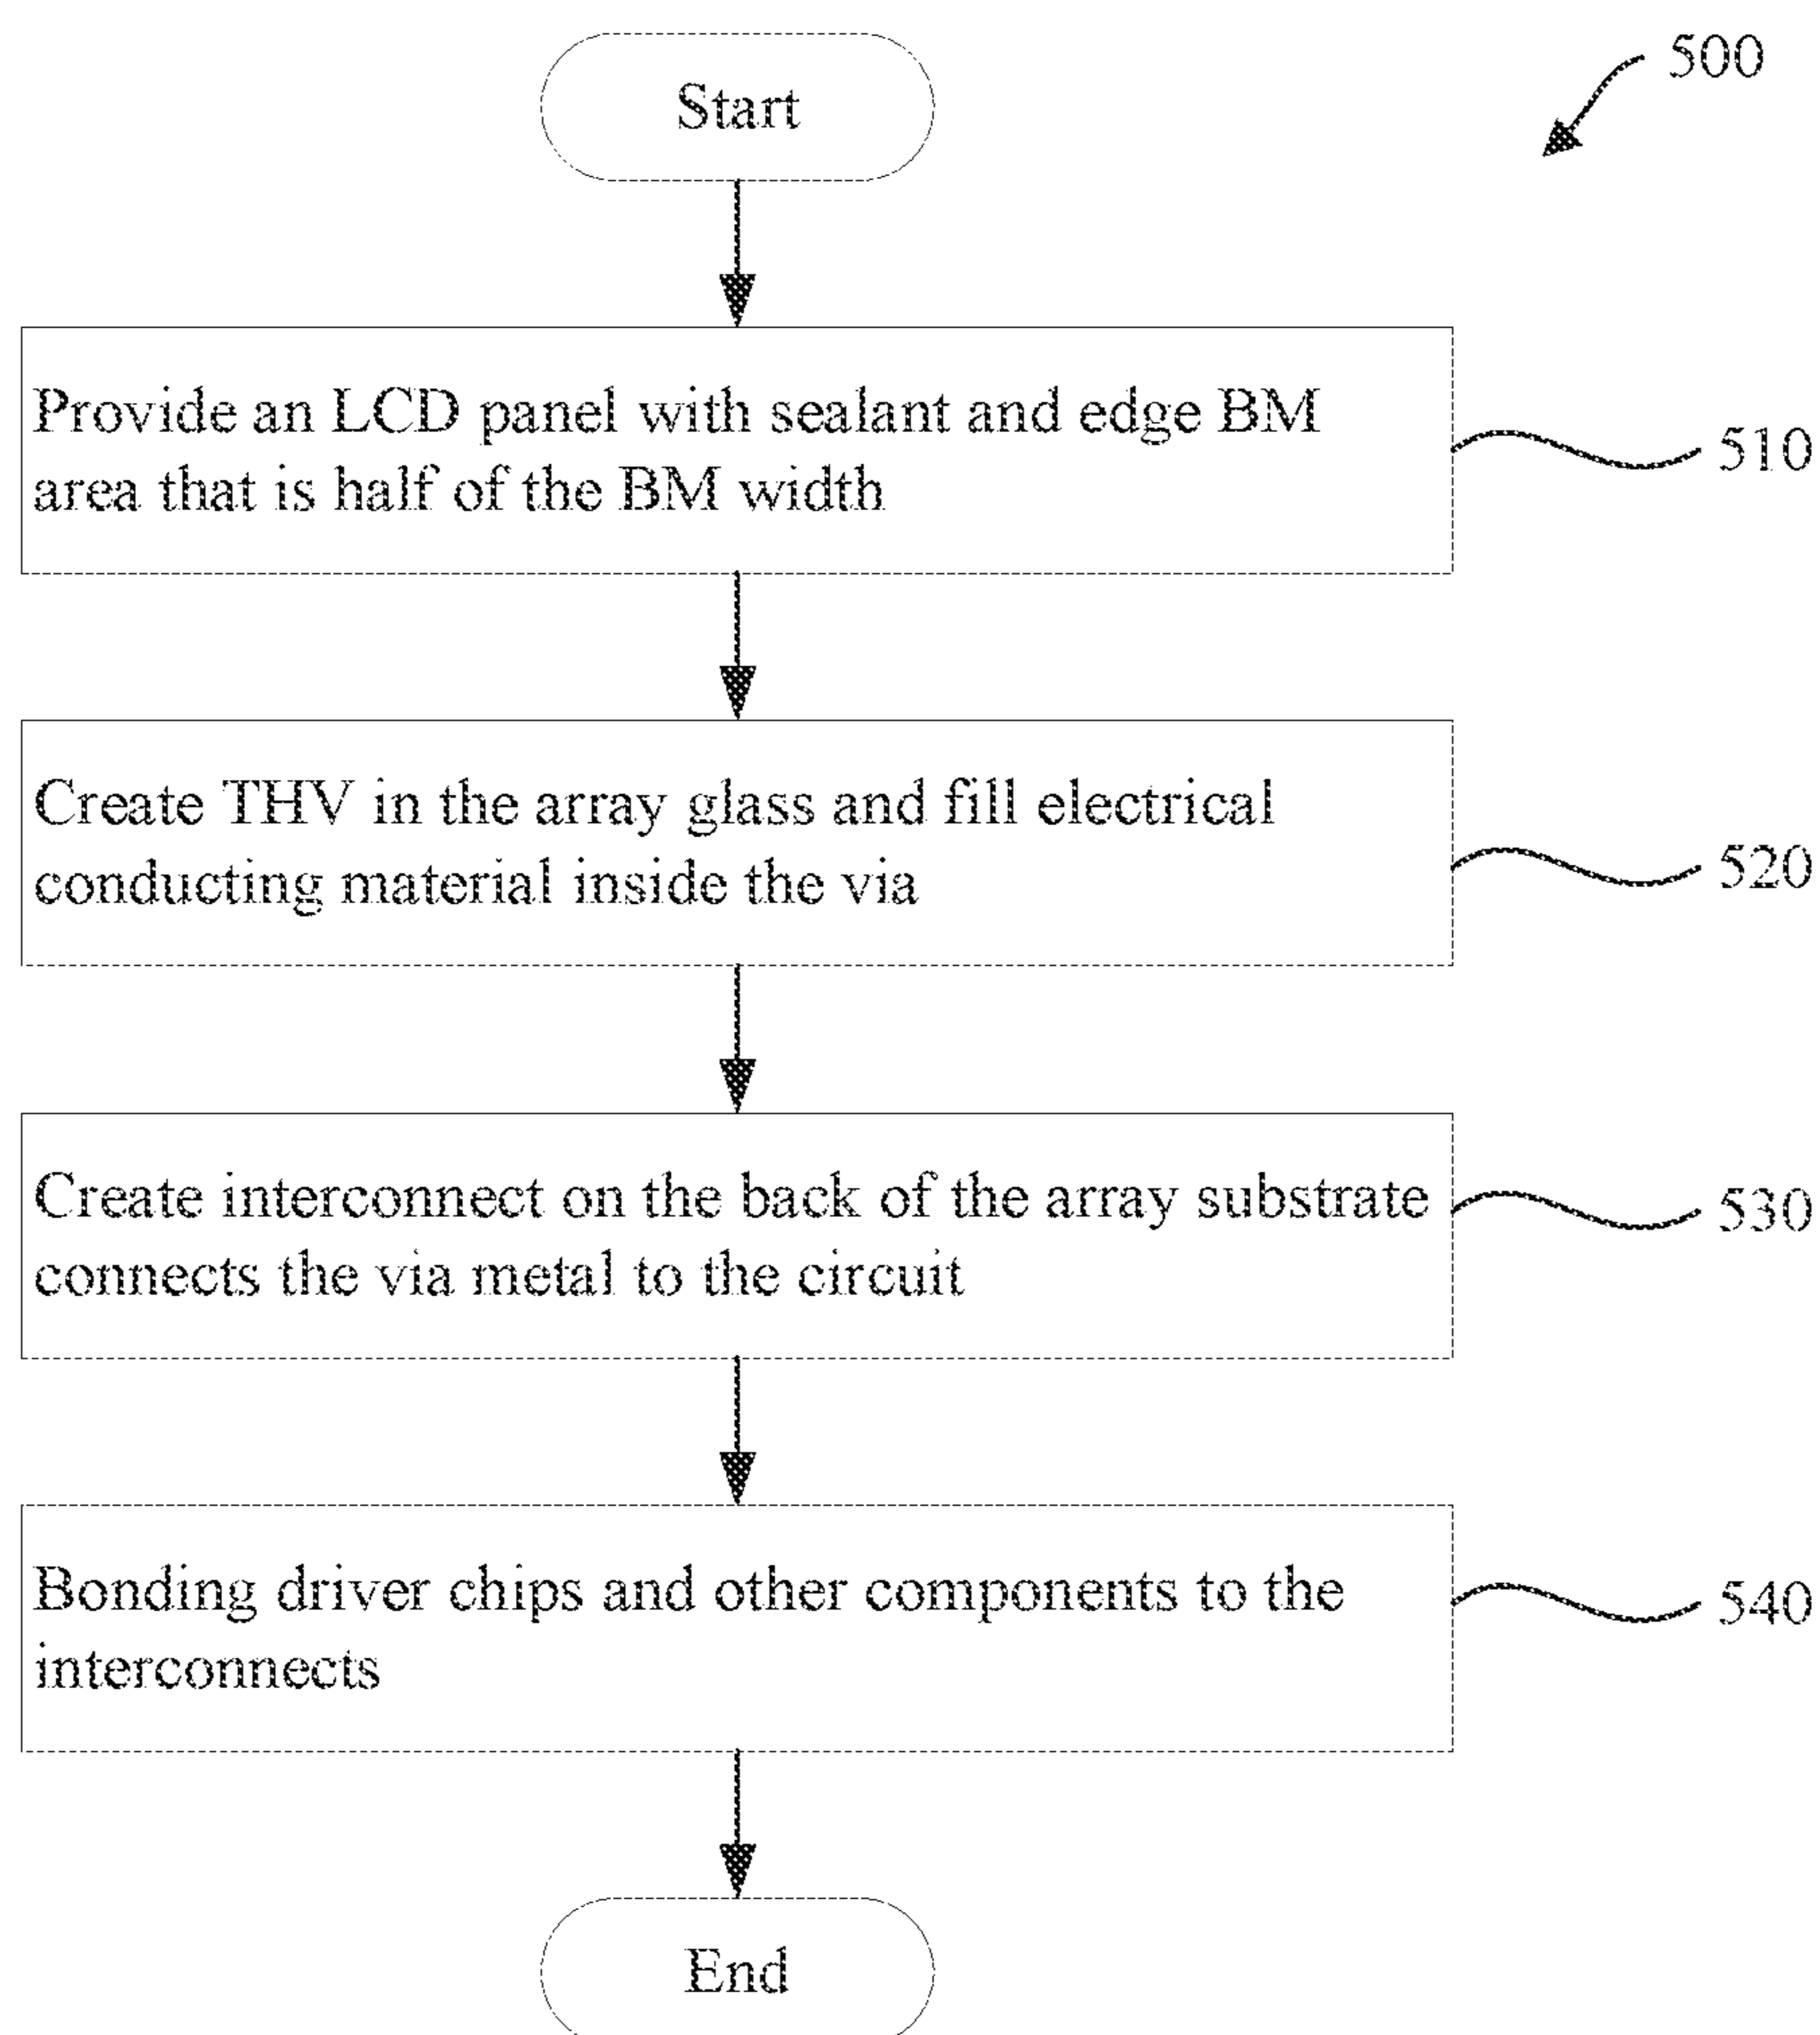 500
Start
Provide an LCD panel with sealant and edge BM
area that is half of the BM width
510
Create THV in the array glass and fill electrical
conducting material inside the via
520
Create interconnect on the back of the array substrate
connects the via metal to the circuit
530
Bonding driver chips and other components to the
interconnects
540
End